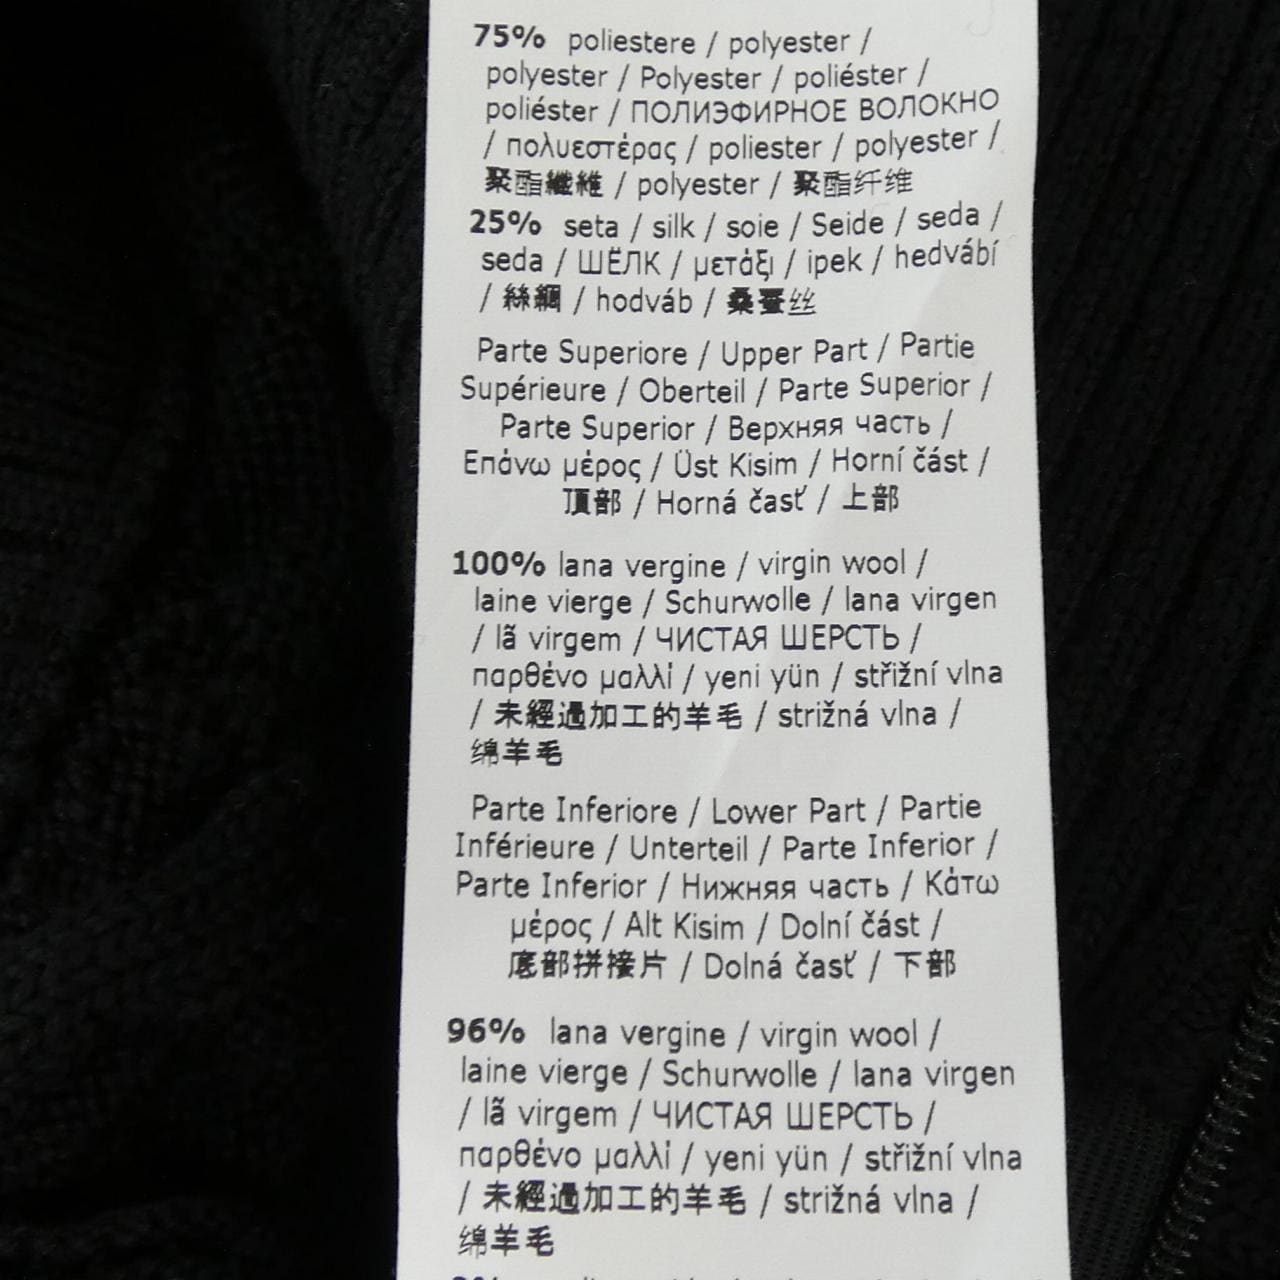 75% poliestere / polyester /
polyester / Polyester / poliéster /
poliéster / ПОЛИЭФИРНОЕ ВОЛОКНО
/ πολυεστέρας / poliester / polyester /
聚酯纖維 / polyester / 聚酯纤维
25% seta / silk / soie / Seide / seda /
seda / ШЁЛК / μετάξι / ipek / hedvábí
/ 絲綢 / hodváb / 桑蚕丝
Parte Superiore / Upper Part / Partie
Supérieure / Oberteil / Parte Superior /
Parte Superior / Верхняя часть /
Επάνω μέρος / Üst Kisim / Horní část /
頂部 / Horná časť / 上部
100% lana vergine / virgin wool /
laine vierge / Schurwolle / lana virgen
/ lã virgem / ЧИСТАЯ ШЕРСТЬ /
παρθένο μαλλί / yeni yün / střižní vlna
/ 未經過加工的羊毛 / strižná vlna /
绵羊毛
Parte Inferiore / Lower Part / Partie
Inférieure / Unterteil / Parte Inferior /
Parte Inferior / Нижняя часть / Κάτω
μέρος / Alt Kisim / Dolní část /
底部拼接片 / Dolná časť / 下部
96% lana vergine / virgin wool /
laine vierge / Schurwolle / lana virgen
/ lã virgem / ЧИСТАЯ ШЕРСТЬ /
παρθένο μαλλί / yeni yün / střižní vlna
/ 未經過加工的羊毛 / strižná vlna /
绵羊毛